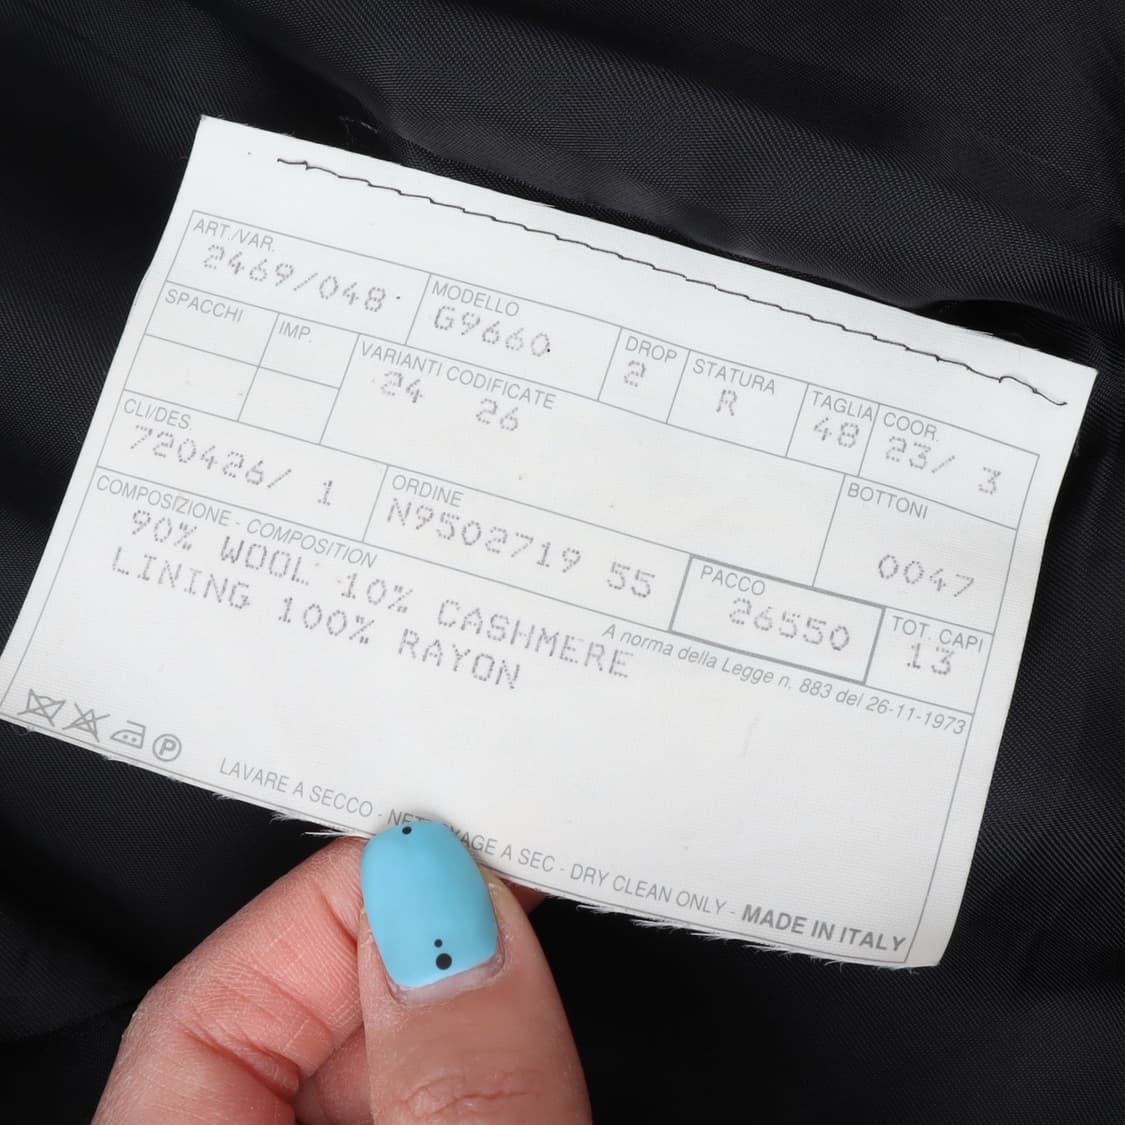 ART./VAR.
2469/048
MODELLO
G9660
DROP
2
STATURA
R
TAGLIA
48
COOR.
23/ 3
SPACCHI
IMP.
VARIANTI CODIFICATE
24 26
BOTTONI
0047
CLI/DES
720426/ 1
ORDINE
N9502719 55
PACCO
26550
TOT. CAPI
13
COMPOSIZIONE - COMPOSITION
A norma della Legge n. 883 del 26-11-1973
90% WOOL 10% CASHMERE
LINING 100% RAYON
P
LAVARE A SECCO - A SEC - DRY CLEAN ONLY - MADE IN ITALY